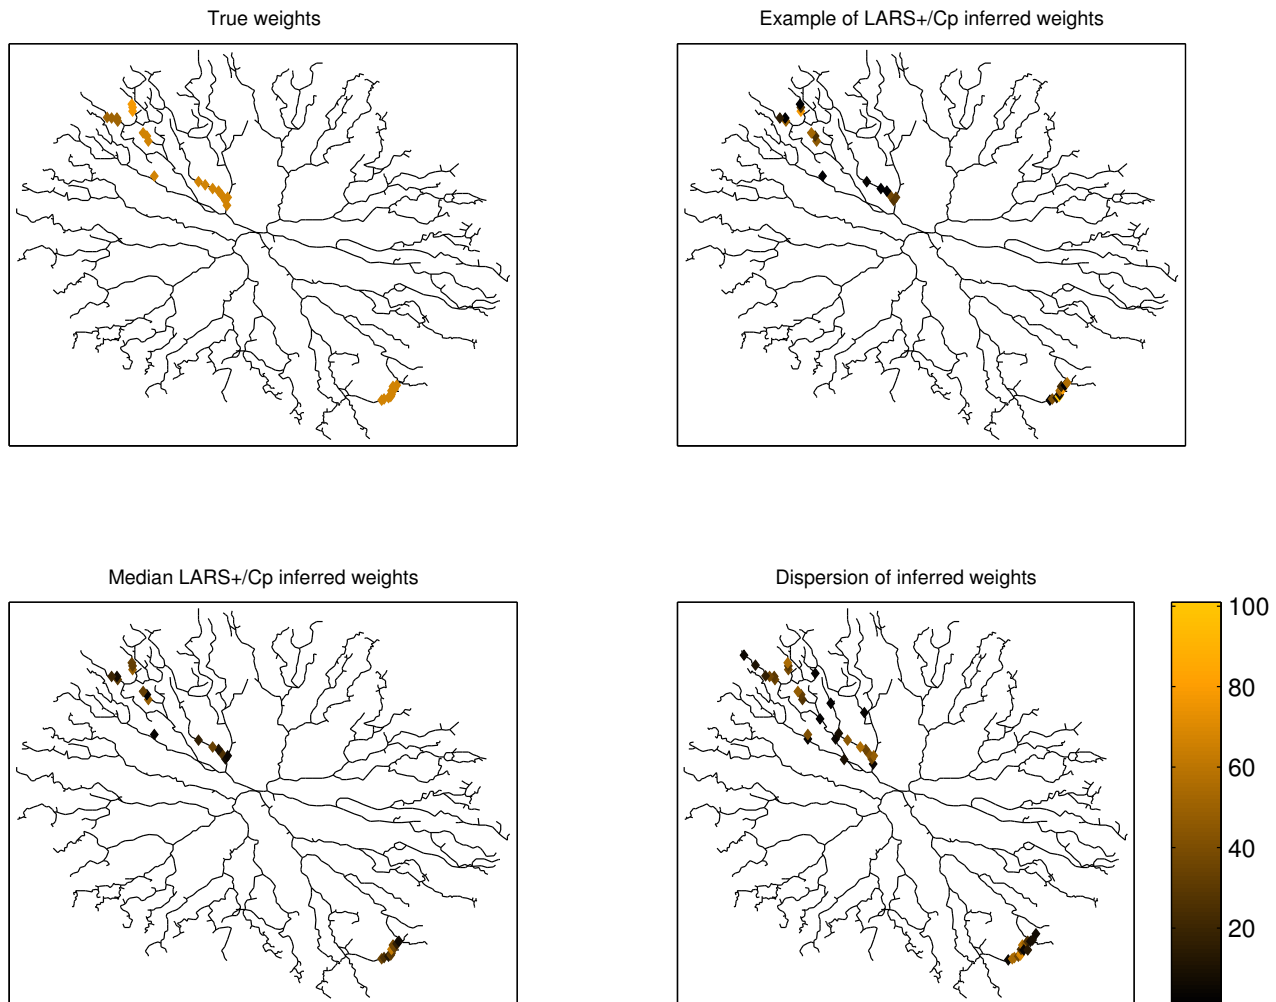 True weights
Example of LARS+/Cp inferred weights
Median LARS+/Cp inferred weights
Dispersion of inferred weights
100
80
60
40
20